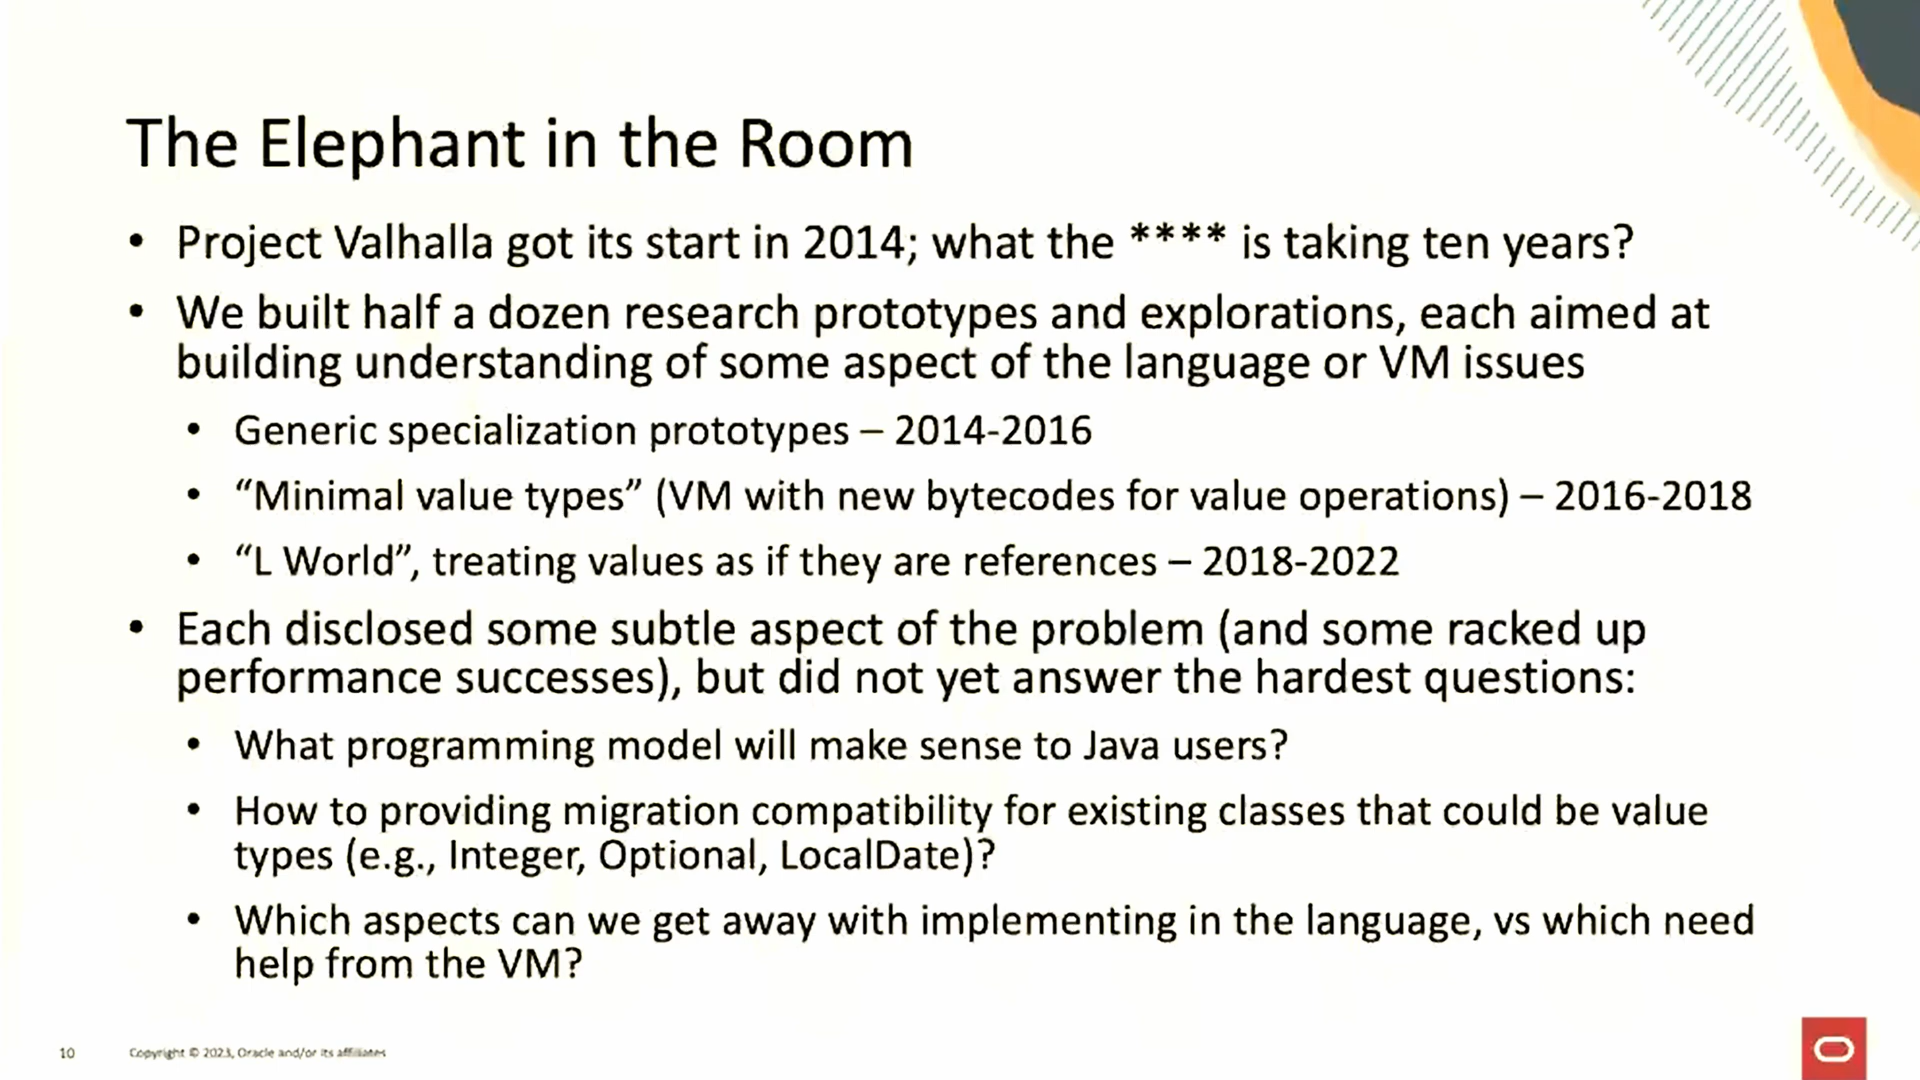 The Elephant in the Room
• Project Valhalla got its start in 2014; what the **** is taking ten years?
• We built half a dozen research prototypes and explorations, each aimed at
building understanding of some aspect of the language or VM issues
• Generic specialization prototypes – 2014-2016
• “Minimal value types” (VM with new bytecodes for value operations) – 2016-2018
• “L World”, treating values as if they are references – 2018-2022
• Each disclosed some subtle aspect of the problem (and some racked up
performance successes), but did not yet answer the hardest questions:
• What programming model will make sense to Java users?
• How to providing migration compatibility for existing classes that could be value
types (e.g., Integer, Optional, LocalDate)?
• Which aspects can we get away with implementing in the language, vs which need
help from the VM?
10 Copyright © 2023, Oracle and/or its affiliates